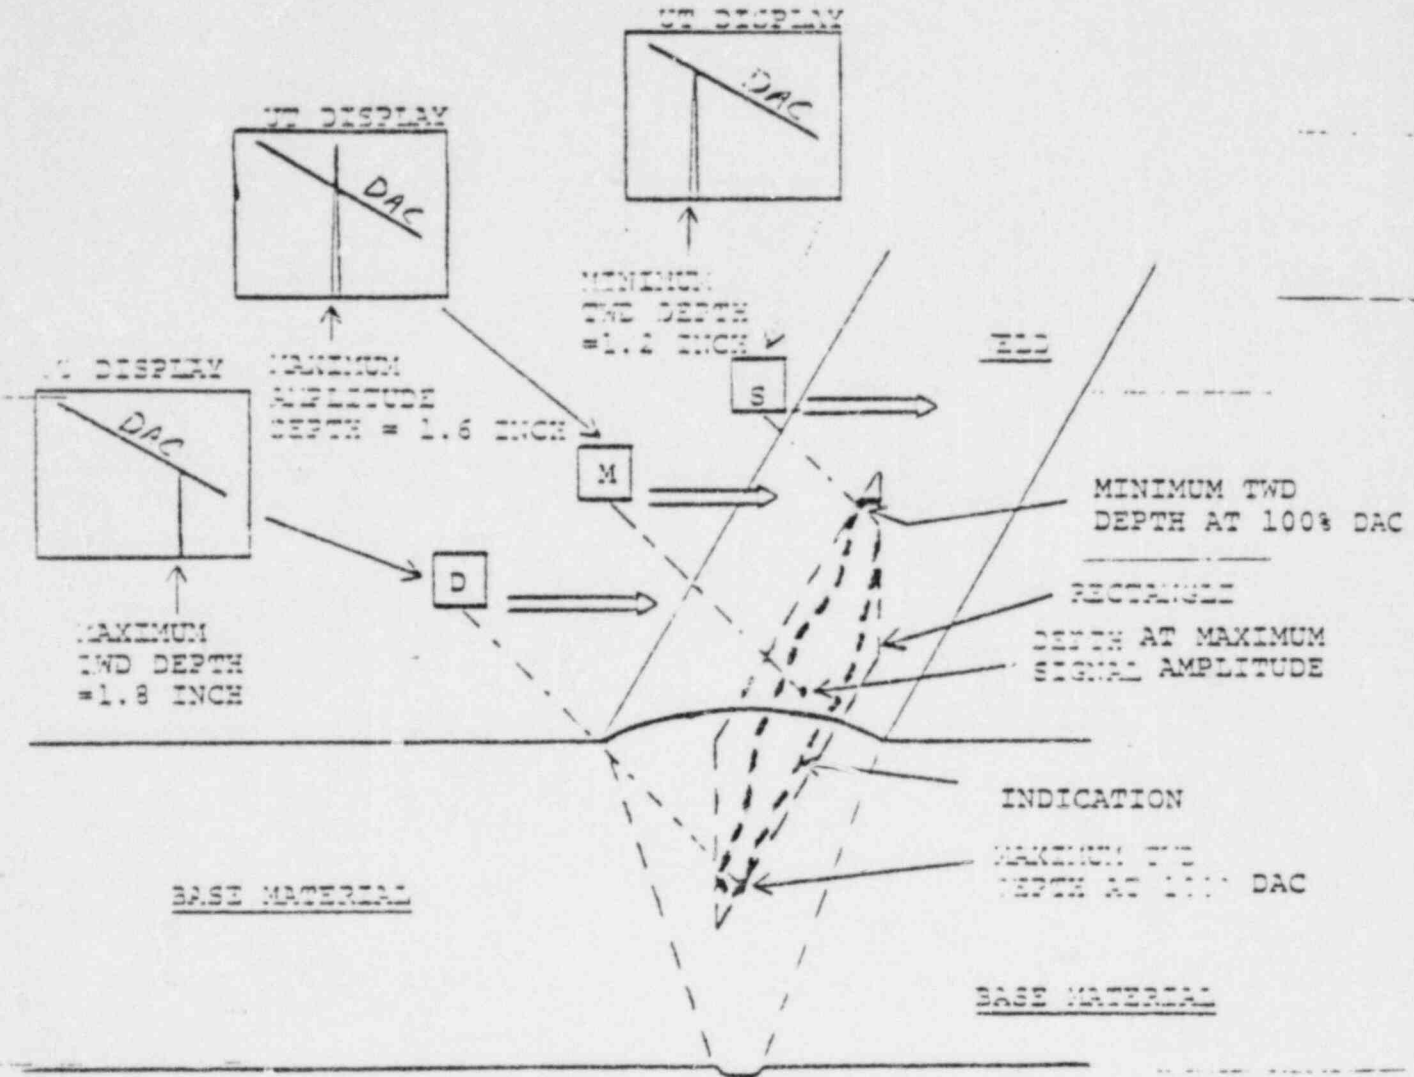 UT DISPLAY
DAC
MINIMUM
TWD DEPTH
=1.2 INCH
UT DISPLAY
DAC
MAXIMUM
AMPLITUDE
DEPTH = 1.6 INCH
DISPLAY
DAC
MAXIMUM
TWD DEPTH
=1.8 INCH
S
M
D
MINIMUM TWD
DEPTH AT 100% DAC
RECTANGLE
DEPTH AT MAXIMUM
SIGNAL AMPLITUDE
INDICATION
MAXIMUM TWD
DEPTH AT DAC
BASE MATERIAL
BASE MATERIAL